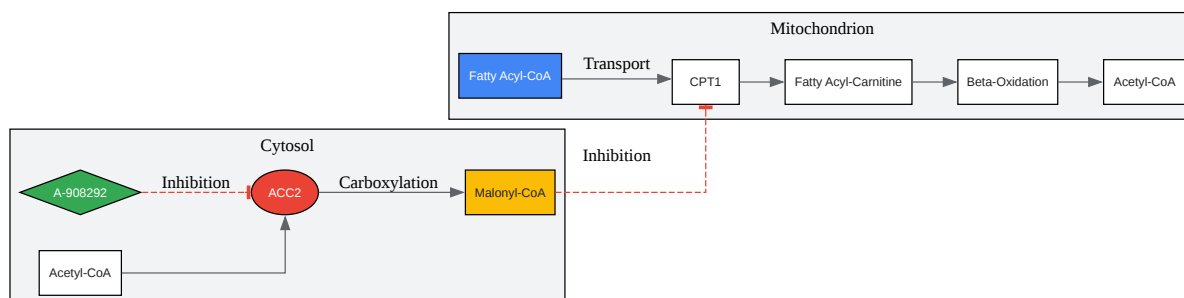 Mitochondrion
Fatty Acyl-CoA
Transport
CPT1
Fatty Acyl-Carnitine
Beta-Oxidation
Acetyl-CoA
Cytosol
Inhibition
A-908292
Inhibition
ACC2
Carboxylation
Malonyl-CoA
Acetyl-CoA